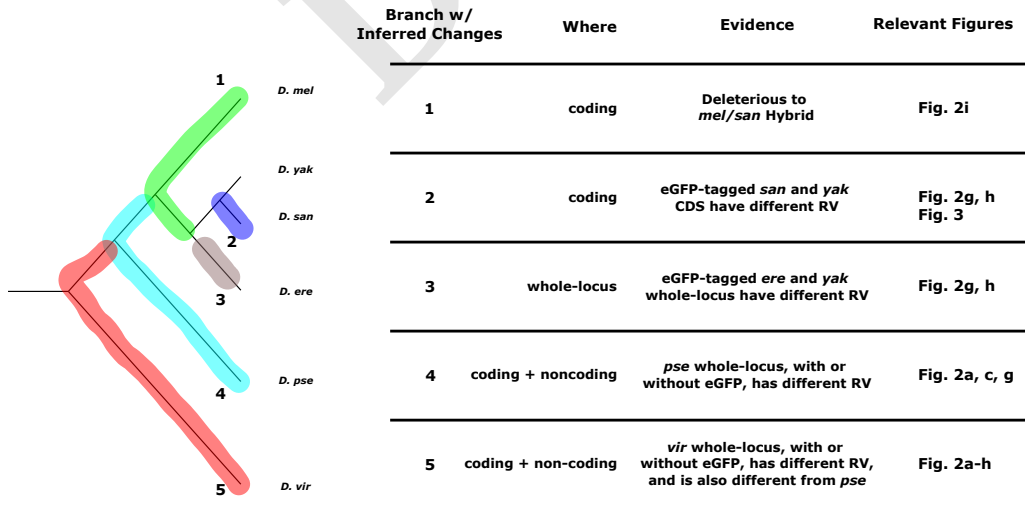 Branch w/
Inferred Changes
Where
Evidence
Relevant Figures
1
D. mel
D. yak
D. san
2
3
D. ere
4
D. pse
5
D. vir
1
coding
Deleterious to
mel/san Hybrid
Fig. 2i
2
coding
eGFP-tagged san and yak
CDS have different RV
Fig. 2g, h
Fig. 3
3
whole-locus
eGFP-tagged ere and yak
whole-locus have different RV
Fig. 2g, h
4
coding + noncoding
pse whole-locus, with or
without eGFP, has different RV
Fig. 2a, c, g
5
coding + non-coding
vir whole-locus, with or
without eGFP, has different RV,
and is also different from pse
Fig. 2a-h